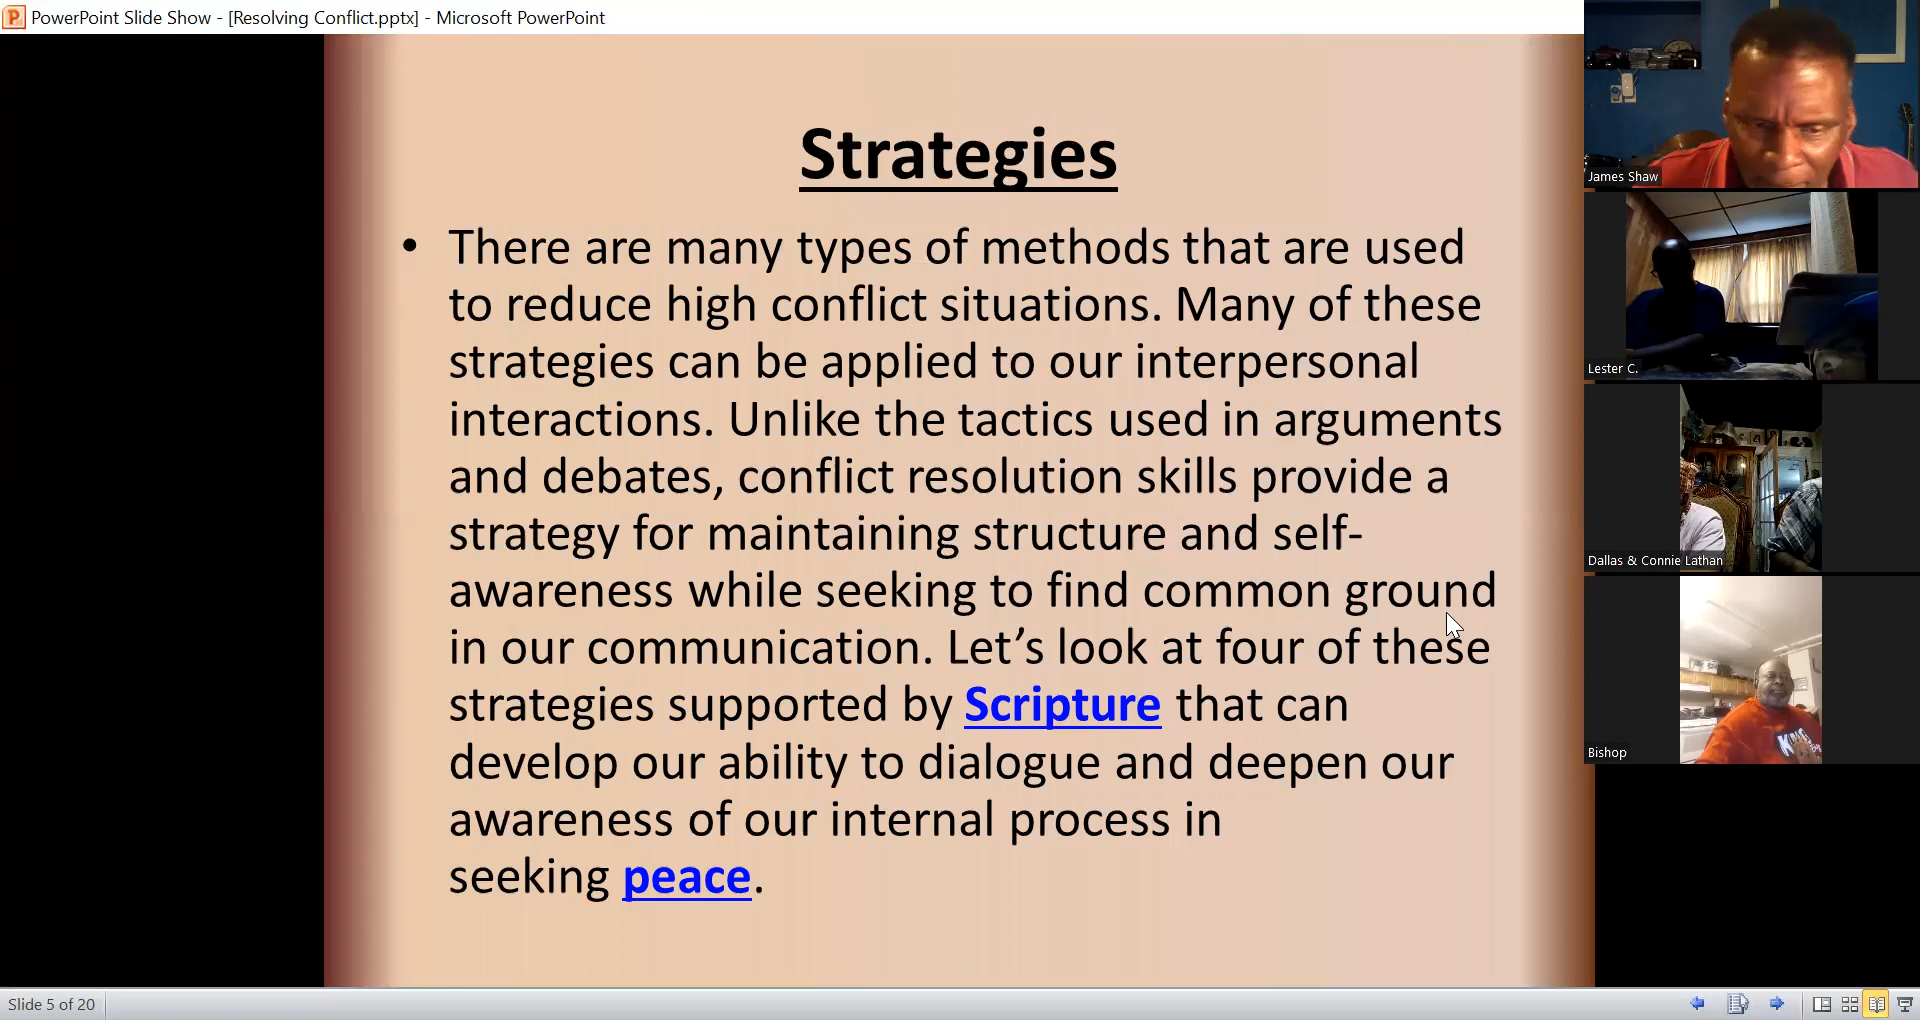 PowerPoint Slide Show - [Resolving Conflict.pptx] - Microsoft PowerPoint
Strategies
• There are many types of methods that are used
to reduce high conflict situations. Many of these
strategies can be applied to our interpersonal
interactions. Unlike the tactics used in arguments
and debates, conflict resolution skills provide a
strategy for maintaining structure and self-
awareness while seeking to find common ground
in our communication. Let’s look at four of these
strategies supported by Scripture that can
develop our ability to dialogue and deepen our
awareness of our internal process in
seeking peace.
James Shaw
Lester C.
Dallas & Connie Lathan
Bishop
Slide 5 of 20